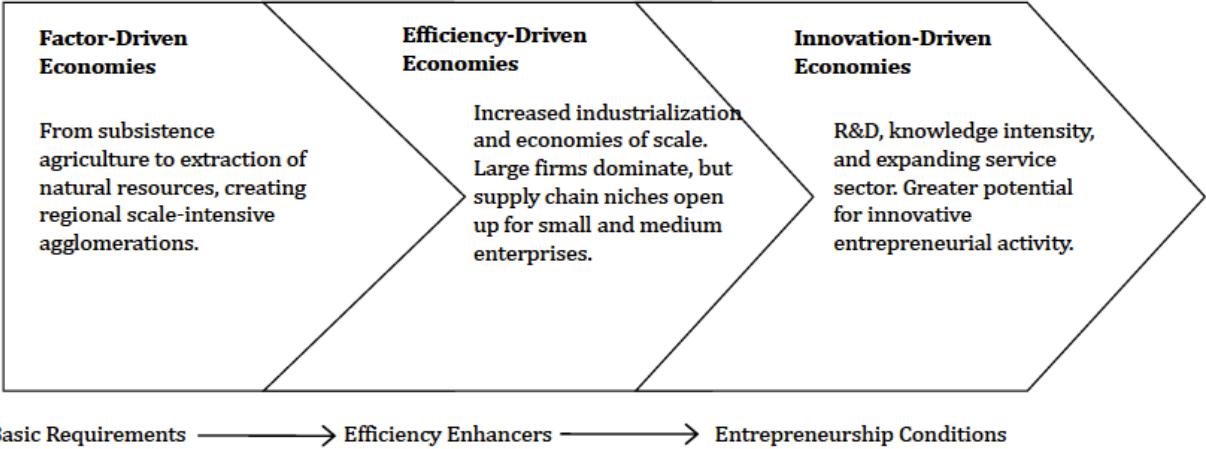 Factor-Driven
Economies
From subsistence
agriculture to extraction of
natural resources, creating
regional scale-intensive
agglomerations.
Efficiency-Driven
Economies
Increased industrialization
and economies of scale.
Large firms dominate, but
supply chain niches open
up for small and medium
enterprises.
Innovation-Driven
Economies
R&D, knowledge intensity,
and expanding service
sector. Greater potential
for innovative
entrepreneurial activity.
Basic Requirements → Efficiency Enhancers → Entrepreneurship Conditions